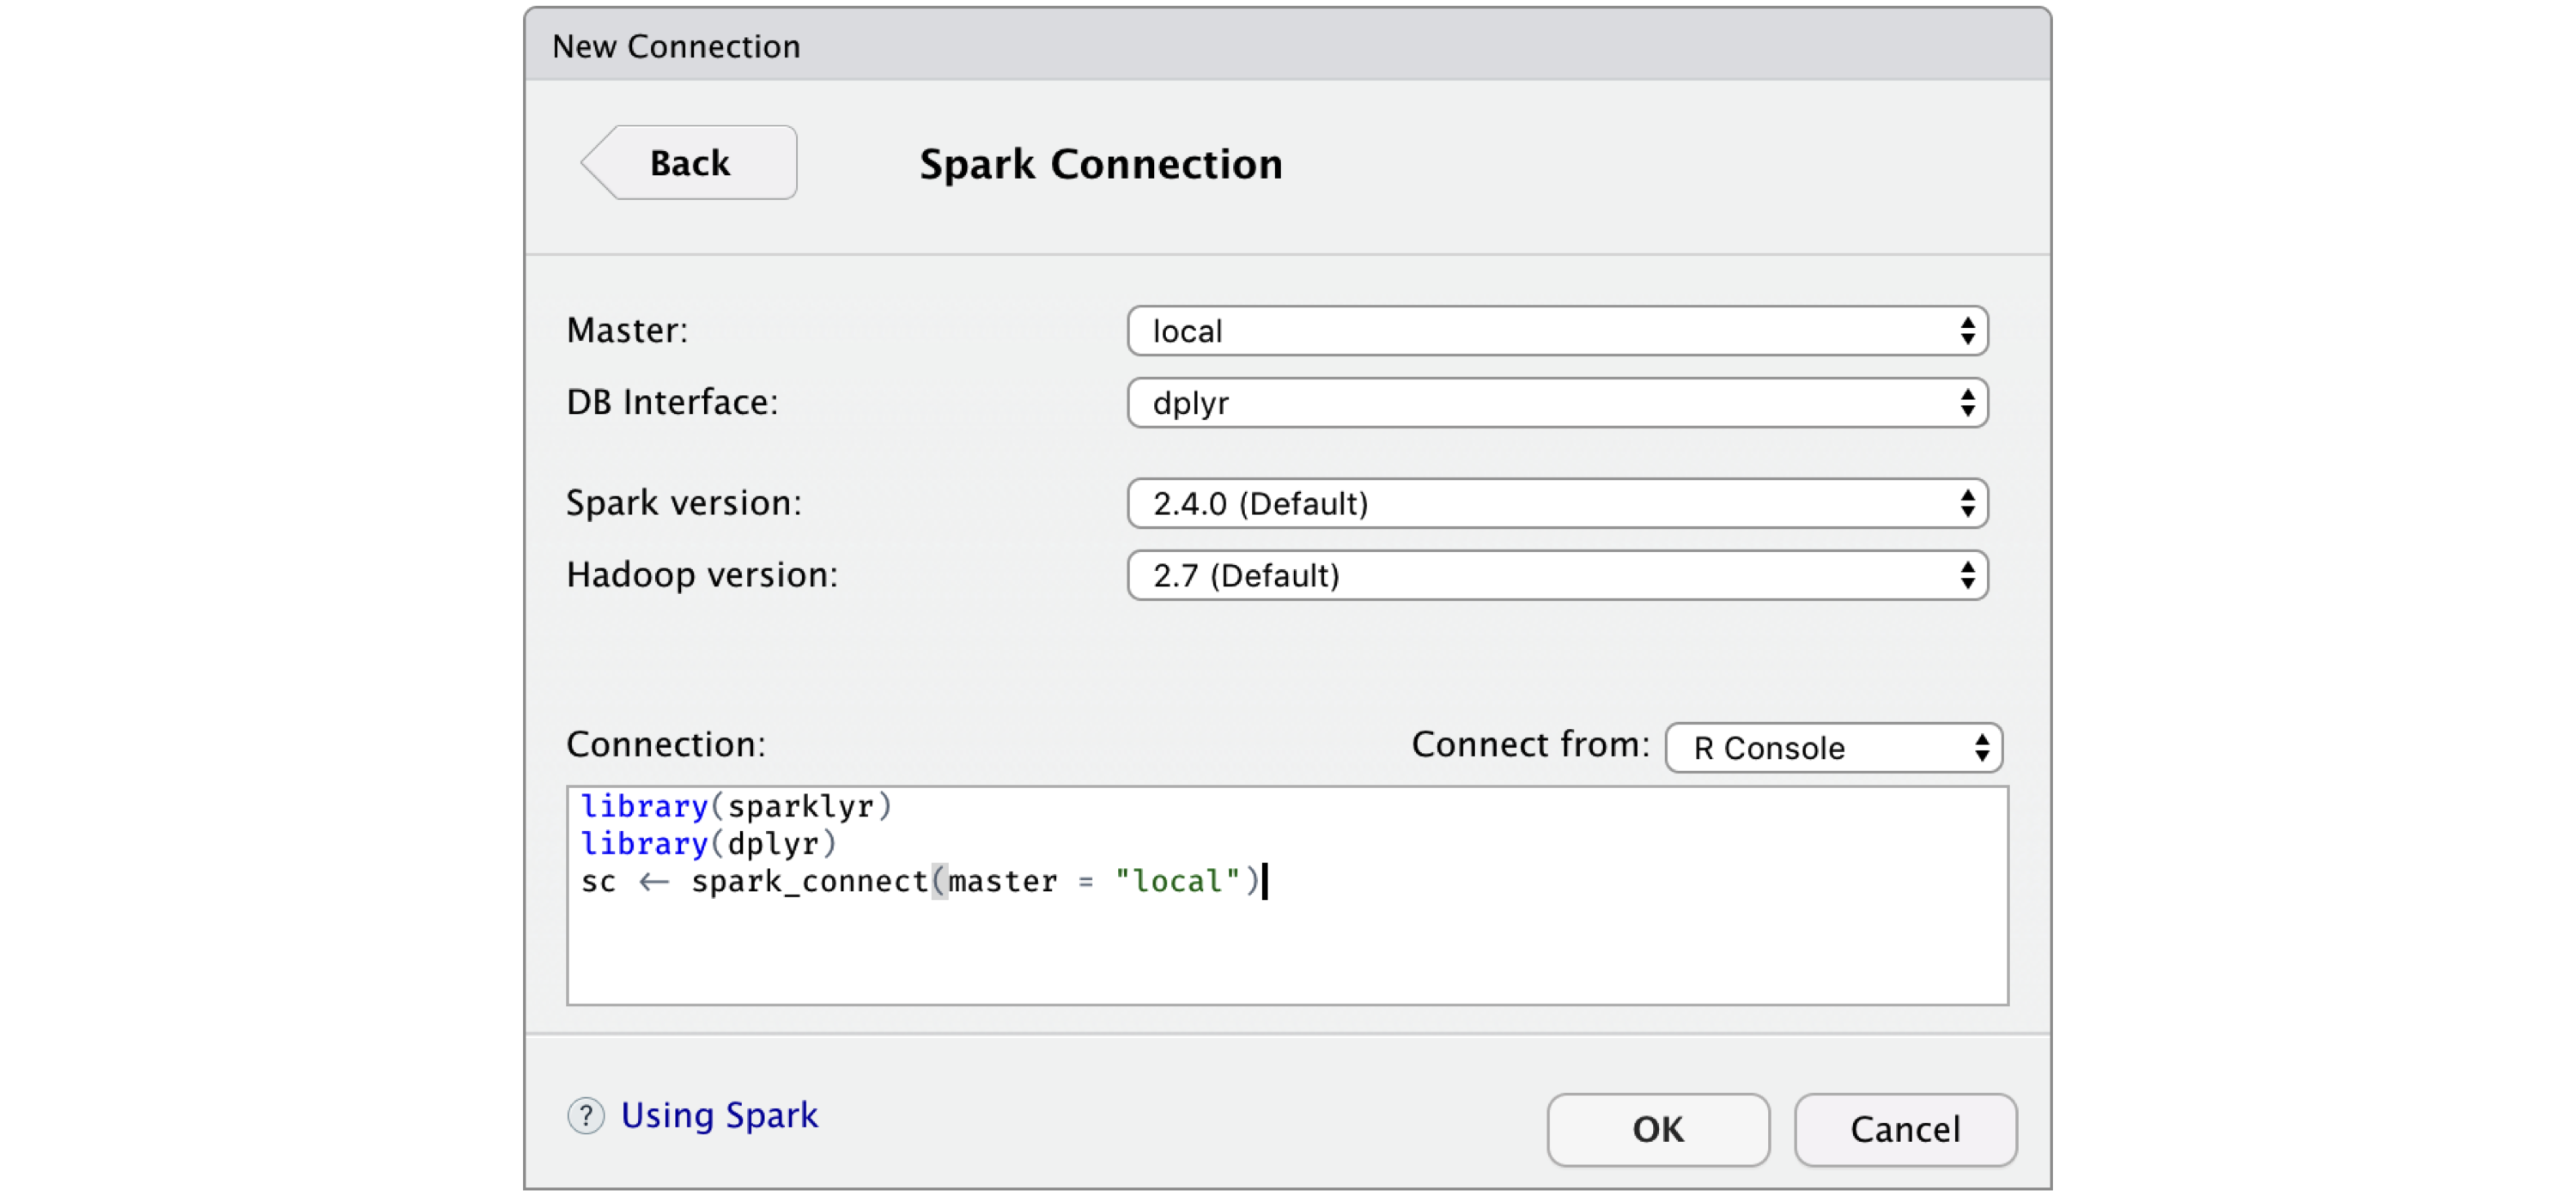 New Connection
Back
Spark Connection
Master: local
DB Interface: dplyr
Spark version: 2.4.0 (Default)
Hadoop version: 2.7 (Default)
Connection: Connect from: R Console
library(sparklyr)
library(dplyr)
sc ← spark_connect(master = "local")
? Using Spark
OK Cancel